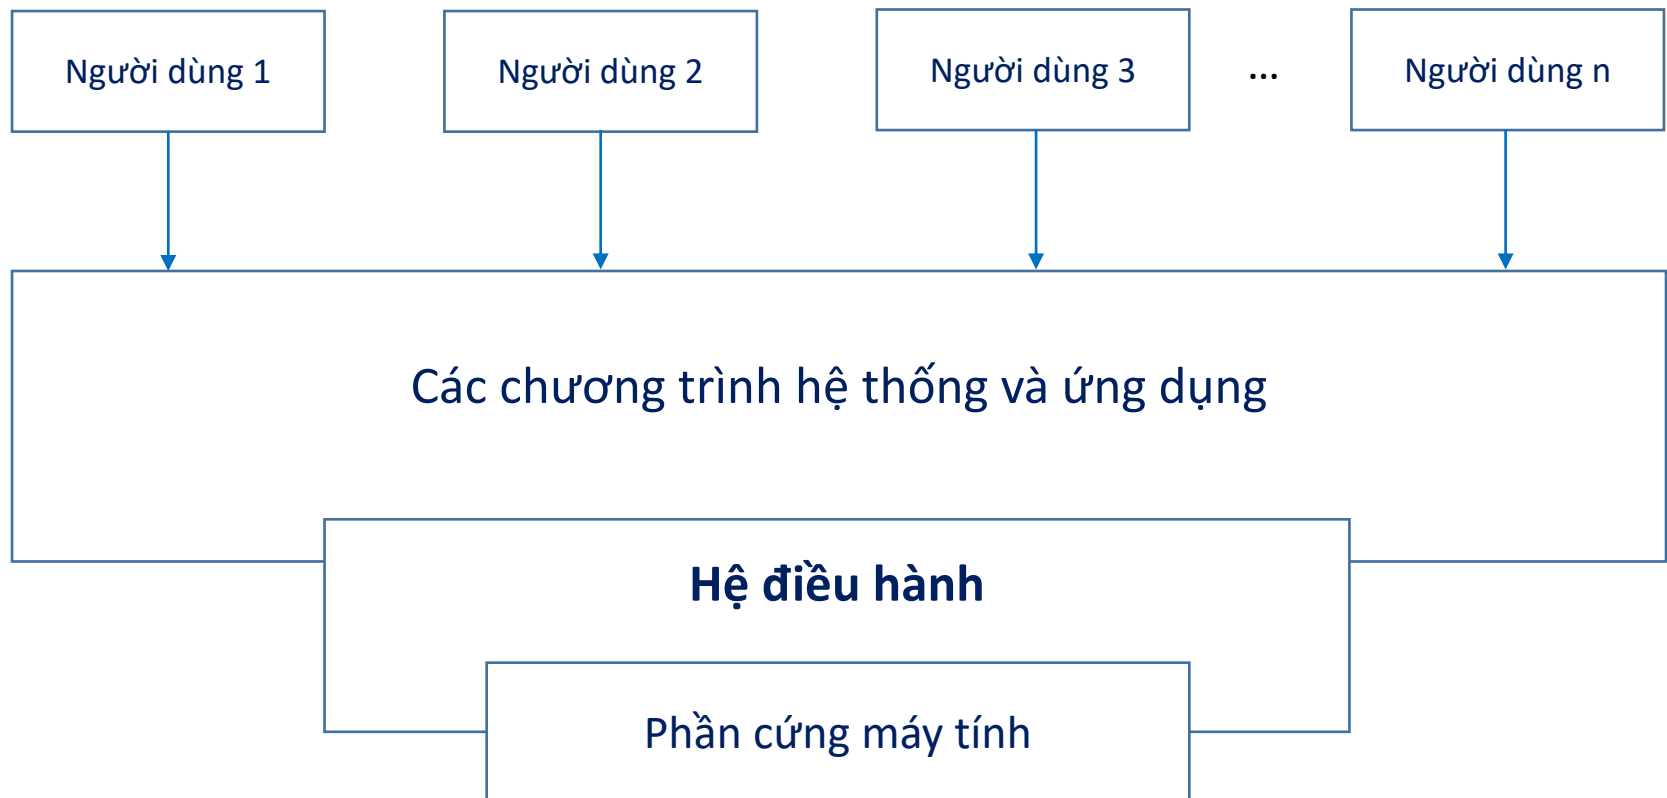 Người dùng 1
Người dùng 2
Người dùng 3
...
Người dùng n
Các chương trình hệ thống và ứng dụng
Hệ điều hành
Phần cứng máy tính